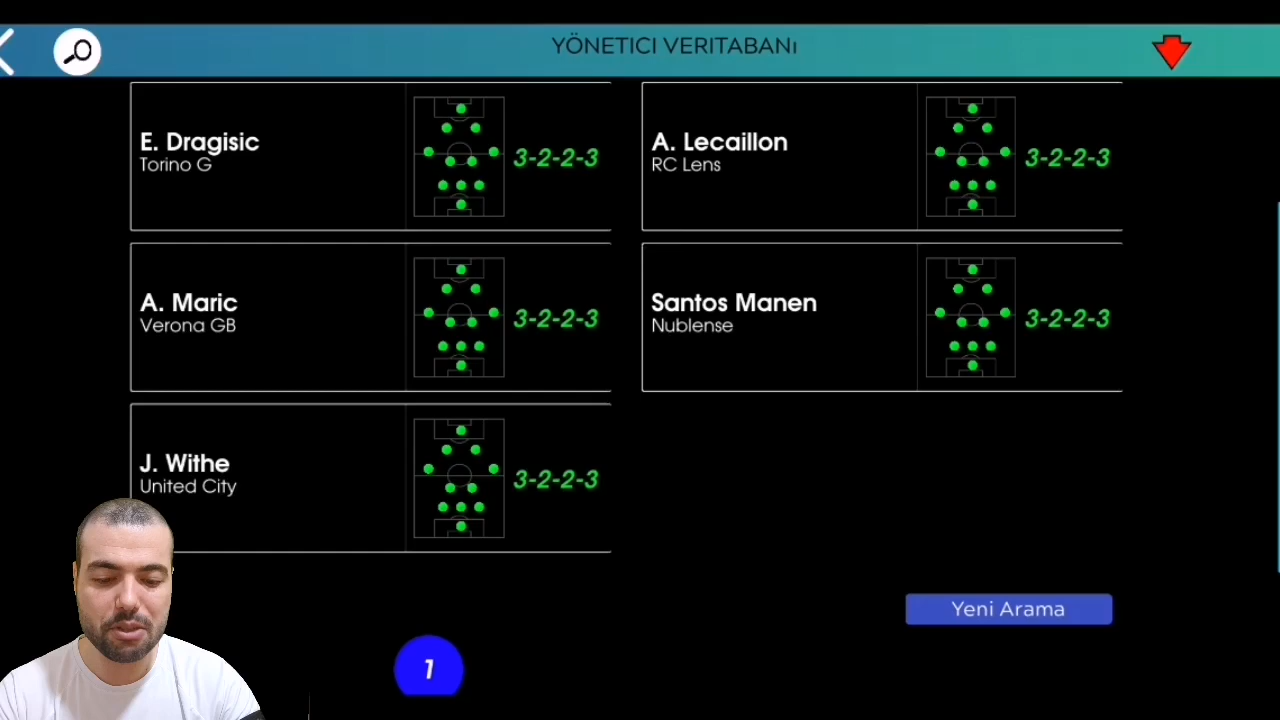 YÖNETICI VERITABANı
E. Dragisic
Torino G
3-2-2-3
A. Lecaillon
RC Lens
3-2-2-3
A. Maric
Verona GB
3-2-2-3
Santos Manen
Nublense
3-2-2-3
J. Withe
United City
3-2-2-3
Yeni Arama
1